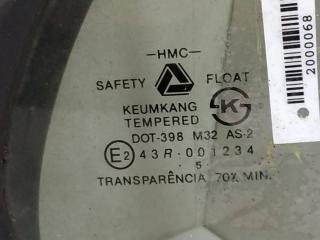 -HMC-
SAFETY FLOAT
KEUMKANG
TEMPERED
K S
DOT-398 M32 AS-2
E2 43R-001234
·5·
TRANSPARÊNCIA 70% MIN.
2000068